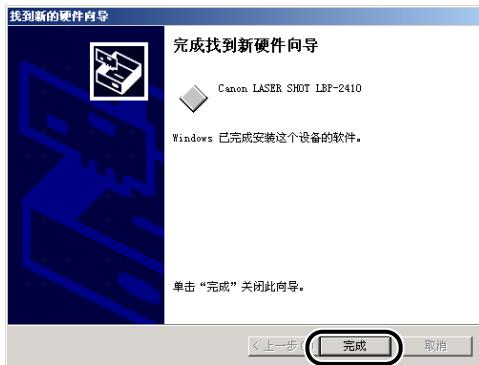 找到新的硬件向导
完成找到新硬件向导
Canon LASER SHOT LBP-2410
Windows 已完成安装这个设备的软件。
单击“完成”关闭此向导。
< 上一步 完成 取消